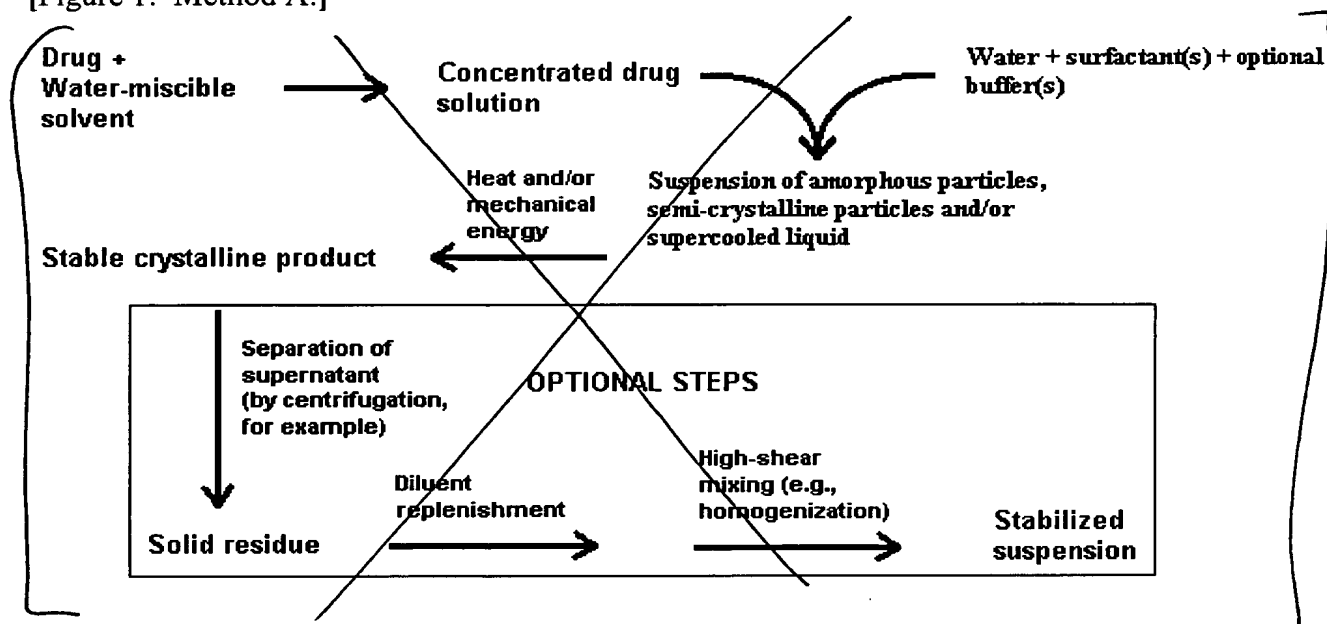 [Figure 1. Method A.]
Drug +
Water-miscible
solvent
Concentrated drug
solution
Water + surfactant(s) + optional
buffer(s)
Heat and/or
mechanical
energy
Suspension of amorphous particles,
semi-crystalline particles and/or
supercooled liquid
Stable crystalline product
Separation of
supernatant
(by centrifugation,
for example)
OPTIONAL STEPS
Diluent
replenishment
High-shear
mixing (e.g.,
homogenization)
Solid residue
Stabilized
suspension